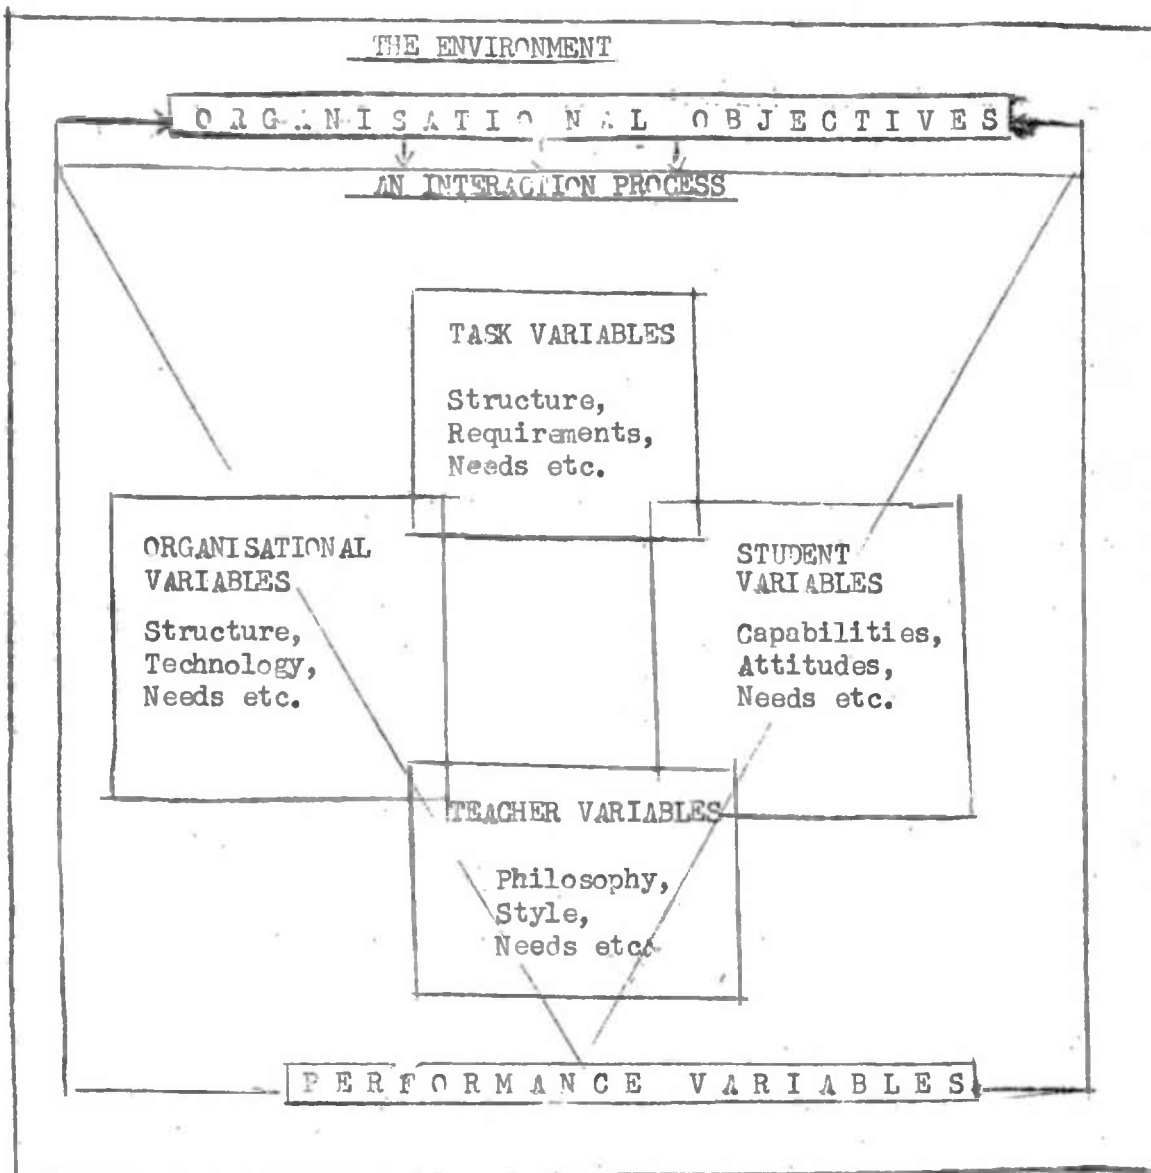 THE ENVIRONMENT
ORGANISATIONAL OBJECTIVES
AN INTERACTION PROCESS
TASK VARIABLES
Structure,
Requirements,
Needs etc.
ORGANISATIONAL
VARIABLES
Structure,
Technology,
Needs etc.
STUDENT
VARIABLES
Capabilities,
Attitudes,
Needs etc.
TEACHER VARIABLES
Philosophy,
Style,
Needs etc.
PERFORMANCE VARIABLES